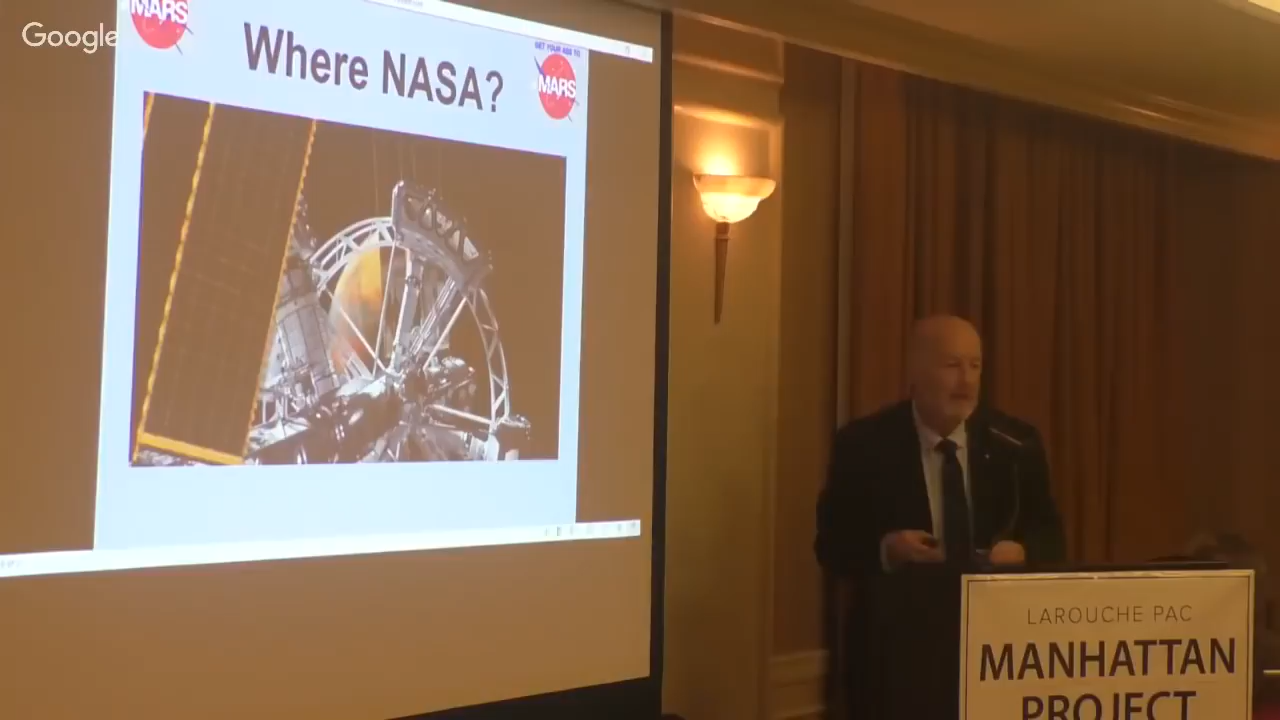 Google
MARS
Where NASA?
GET YOUR ASS TO
MARS
LAROUCHE PAC
MANHATTAN
PROJECT